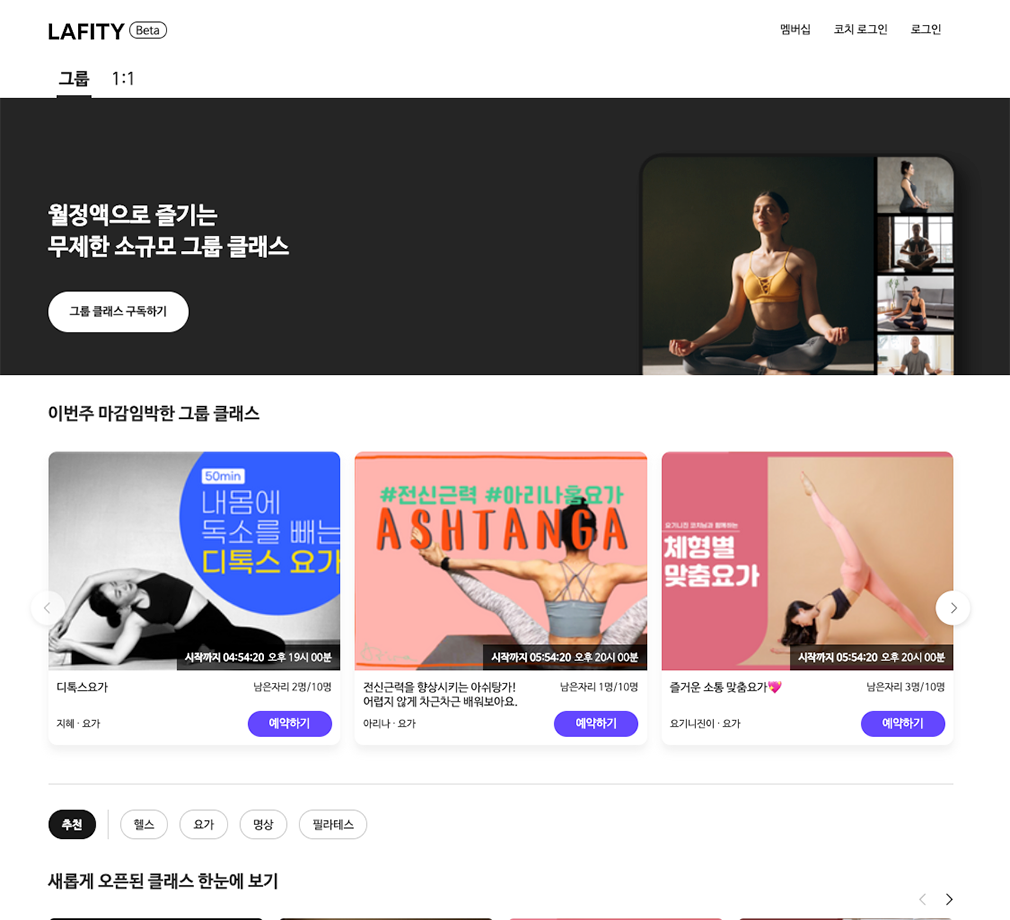 LAFITY Beta
멤버십 코치 로그인 로그인
그룹 1:1
월정액으로 즐기는
무제한 소규모 그룹 클래스
그룹 클래스 구독하기
이번주 마감임박한 그룹 클래스
50min
내몸에
독소를 빼는
디톡스 요가
시작까지 04:54:20 오후 19시 00분
디톡스요가 남은자리 2명/10명
지혜 · 요가 예약하기
#전신근력 #아리나홈요가
ASHTANGA
시작까지 05:54:20 오후 20시 00분
전신근력을 향상시키는 아쉬탕가! 남은자리 1명/10명
어렵지 않게 차근차근 배워보아요.
아리나 · 요가 예약하기
요기니진 코치님과 함께하는
체형별
맞춤요가
시작까지 05:54:20 오후 20시 00분
즐거운 소통 맞춤요가💖 남은자리 3명/10명
요기니진이 · 요가 예약하기
추천 헬스 요가 명상 필라테스
새롭게 오픈된 클래스 한눈에 보기